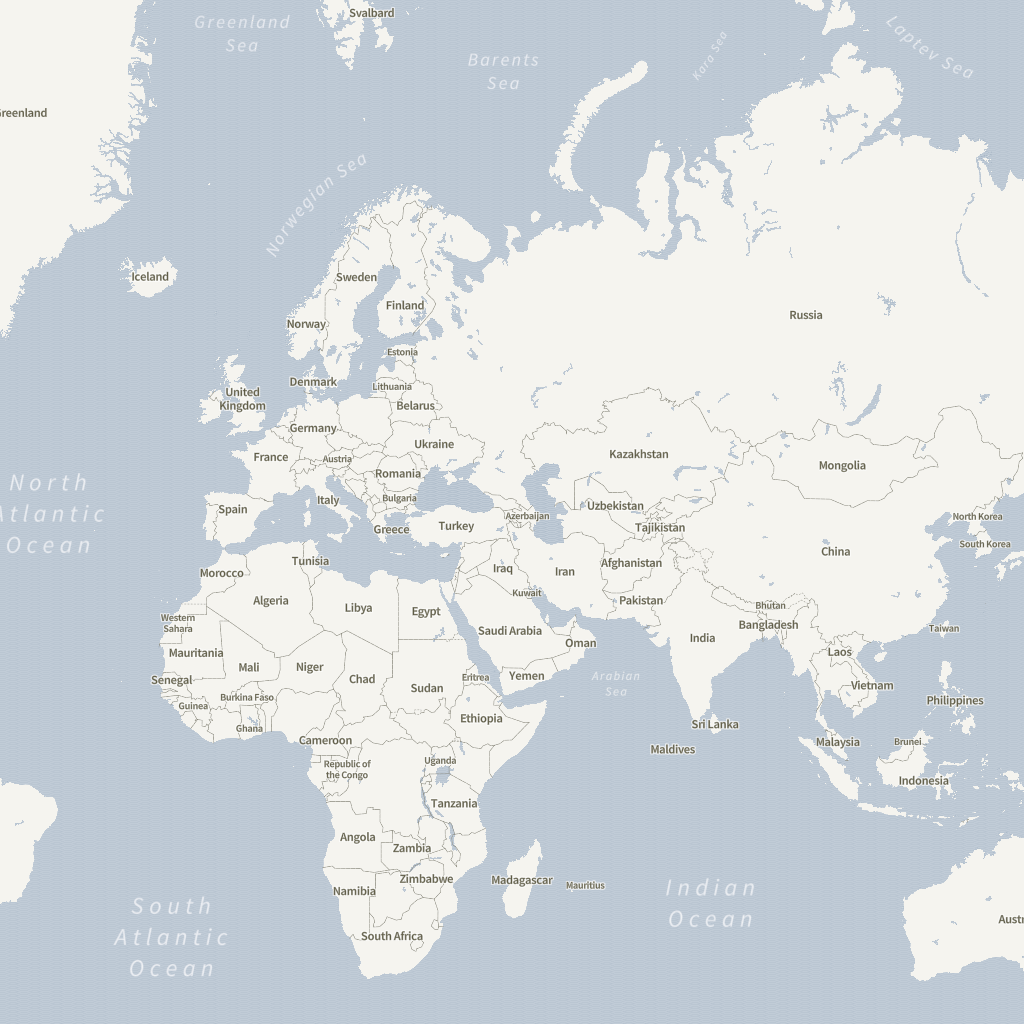 Svalbard
Greenland
Sea
Laptev Sea
Barents
Sea
Kara Sea
Greenland
Norwegian Sea
Iceland
Sweden
Finland
Russia
Norway
Estonia
Denmark
Lithuania
United
Kingdom
Belarus
Germany
Ukraine
France
Austria
Kazakhstan
Mongolia
Romania
North
Atlantic
Ocean
Bulgaria
Italy
Spain
Uzbekistan
Azerbaijan
North Korea
Greece
Turkey
Tajikistan
South Korea
China
Tunisia
Morocco
Iraq
Iran
Afghanistan
Kuwait
Algeria
Libya
Egypt
Pakistan
Bhutan
Western
Sahara
Bangladesh
Taiwan
Saudi Arabia
India
Oman
Mauritania
Laos
Mali
Niger
Senegal
Chad
Eritrea
Yemen
Arabian
Sea
Sudan
Vietnam
Burkina Faso
Philippines
Guinea
Ethiopia
Sri Lanka
Ghana
Cameroon
Maldives
Malaysia
Brunei
Republic of
the Congo
Uganda
Indonesia
Tanzania
Angola
Zambia
Zimbabwe
Madagascar
Mauritius
Namibia
Indian
Ocean
South
Atlantic
Ocean
South Africa
Austr